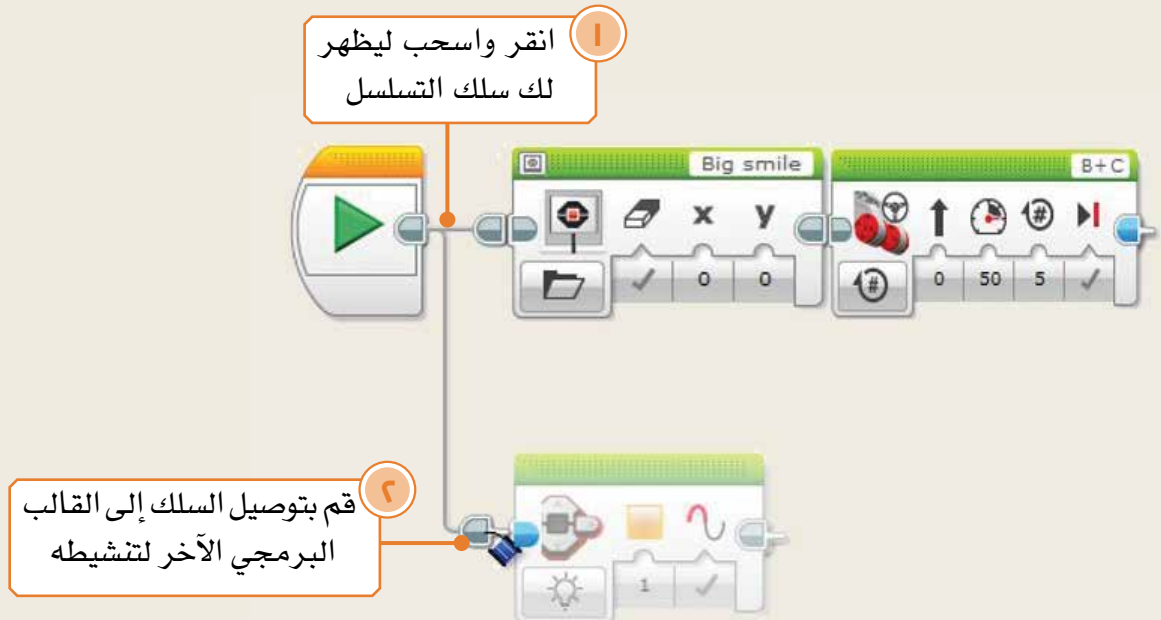 ١
انقر واسحب ليظهر
لك سلك التسلسل
Big smile
B+C
x y
#
0 0
#
0 50 5
٢
قم بتوصيل السلك إلى القالب
البرمجي الآخر لتنشيطه
1